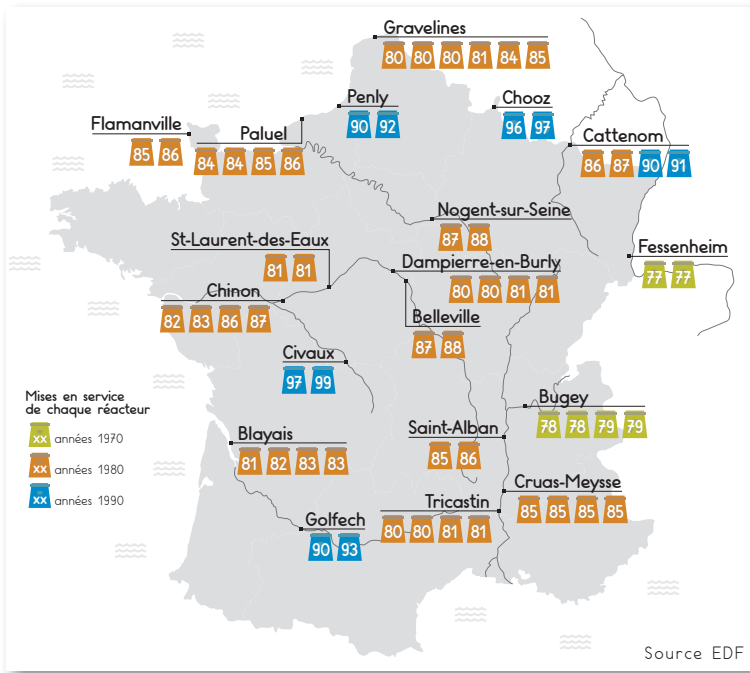 Gravelines
80 80 80 81 84 85
Penly
90 92
Chooz
96 97
Flamanville
85 86
Paluel
84 84 85 86
Cattenom
86 87 90 91
Nogent-sur-Seine
87 88
St-Laurent-des-Eaux
81 81
Fessenheim
77 77
Dampierre-en-Burly
80 80 81 81
Chinon
82 83 86 87
Belleville
87 88
Civaux
97 99
Mises en service
de chaque réacteur
xx années 1970
xx années 1980
xx années 1990
Bugey
78 78 79 79
Blayais
81 82 83 83
Saint-Alban
85 86
Cruas-Meysse
85 85 85 85
Tricastin
80 80 81 81
Golfech
90 93
Source EDF